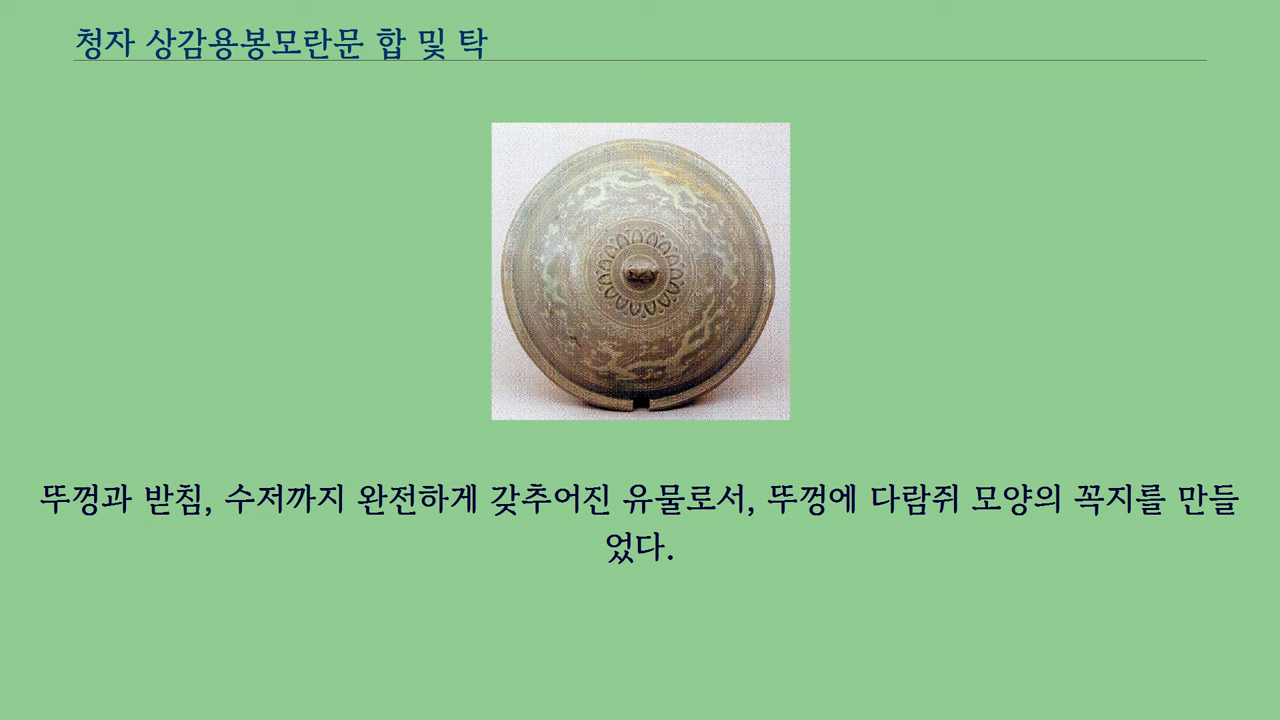 청자 상감용봉모란문 합 및 탁
뚜껑과 받침, 수저까지 완전하게 갖추어진 유물로서, 뚜껑에 다람쥐 모양의 꼭지를 만들
었다.